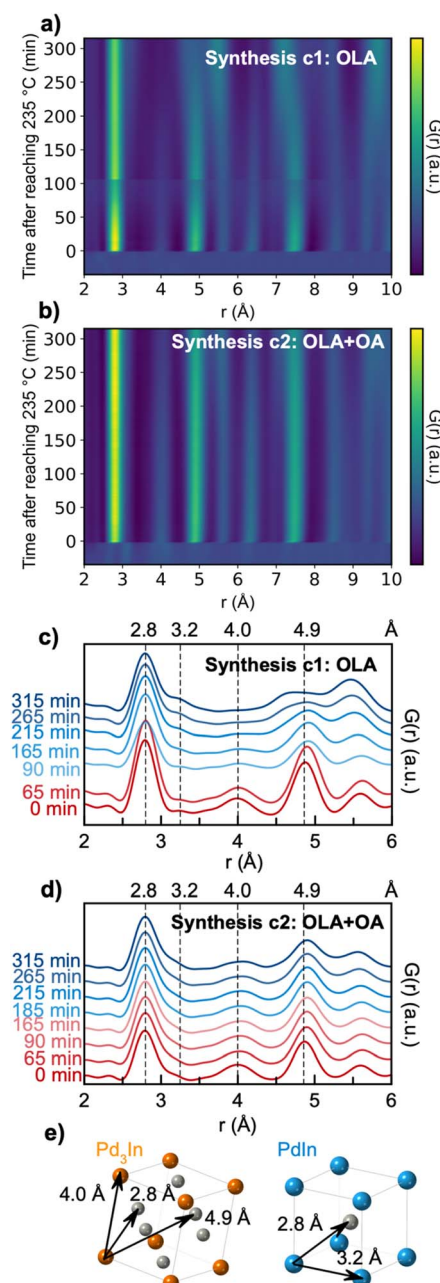 a)
Synthesis c1: OLA
Time after reaching 235 °C (min)
300
250
200
150
100
50
0
2 3 4 5 6 7 8 9 10
r (Å)
G(r) (a.u.)
b)
Synthesis c2: OLA+OA
Time after reaching 235 °C (min)
300
250
200
150
100
50
0
2 3 4 5 6 7 8 9 10
r (Å)
G(r) (a.u.)
c)
2.8 3.2 4.0 4.9 Å
Synthesis c1: OLA
315 min
265 min
215 min
165 min
90 min
65 min
0 min
G(r) (a.u.)
2 3 4 5 6
r (Å)
d)
2.8 3.2 4.0 4.9 Å
Synthesis c2: OLA+OA
315 min
265 min
215 min
185 min
165 min
90 min
65 min
0 min
G(r) (a.u.)
2 3 4 5 6
r (Å)
e)
Pd3In
4.0 Å
2.8 Å
4.9 Å
PdIn
2.8 Å
3.2 Å